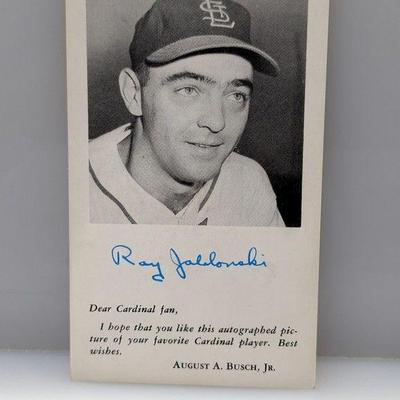 StL
Ray Jablonski
Dear Cardinal fan,
I hope that you like this autographed pic-
ture of your favorite Cardinal player. Best
wishes.
AUGUST A. BUSCH, JR.